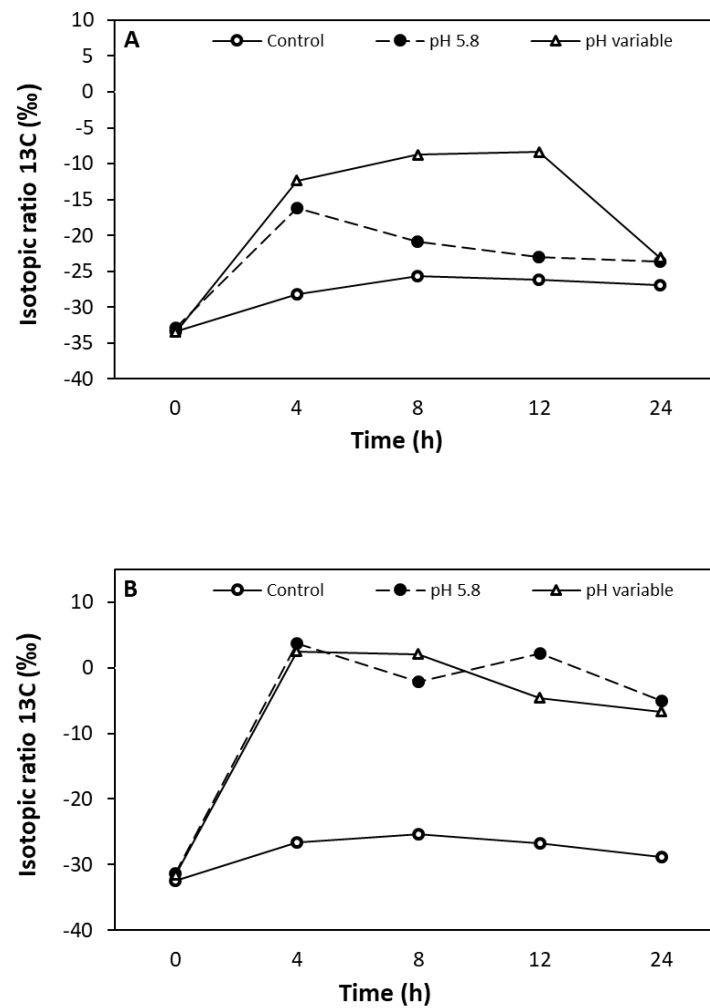 A
Control
pH 5.8
pH variable
10
5
0
-5
-10
-15
-20
-25
-30
-35
-40
Isotopic ratio 13C (‰)
0 4 8 12 24
Time (h)
B
Control
pH 5.8
pH variable
10
0
-10
-20
-30
-40
Isotopic ratio 13C (‰)
0 4 8 12 24
Time (h)